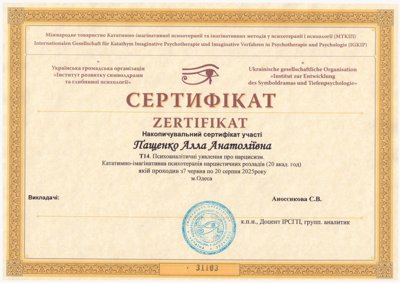 Міжнародне товариство Кататимно-імагінативної психотерапії та імагінативних методів у психотерапії і психології (МТКІП)
Internationalen Gesellschaft für Katathym Imaginative Psychotherapie und Imaginative Verfahren in Psychotherapie und Psychologie (IGKIP)
Українська громадська організація
«Інститут розвитку символдрами
та глибинної психології»
Ukrainische gesellschaftliche Organisation
«Institut zur Entwicklung
des Symboldramas und Tiefenpsychologie»
СЕРТИФІКАТ
ZERTIFIKAT
Накопичувальний сертифікат участі
Пащенко Алла Анатоліївна
Т14. Психоаналітичні уявлення про нарцисизм.
Кататимно-імагінативна психотерапія нарцистичних розладів (20 акад. год)
який проходив з7 червня по 20 серпня 2025року
м.Одеса
Викладачі:
Аносснкова С.В.
к.п.н., Доцент ІРСГП, групп. аналитик
31103